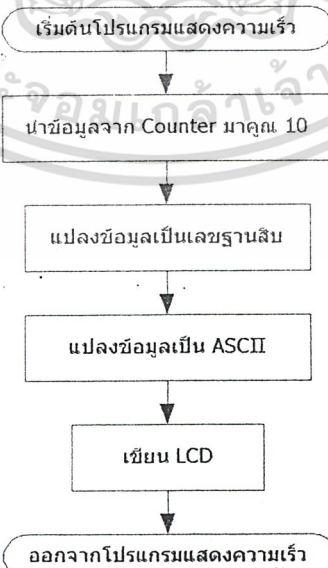 เริ่มต้นโปรแกรมแสดงความเร็ว
นำข้อมูลจาก Counter มาคูณ 10
แปลงข้อมูลเป็นเลขฐานสิบ
แปลงข้อมูลเป็น ASCII
เขียน LCD
ออกจากโปรแกรมแสดงความเร็ว